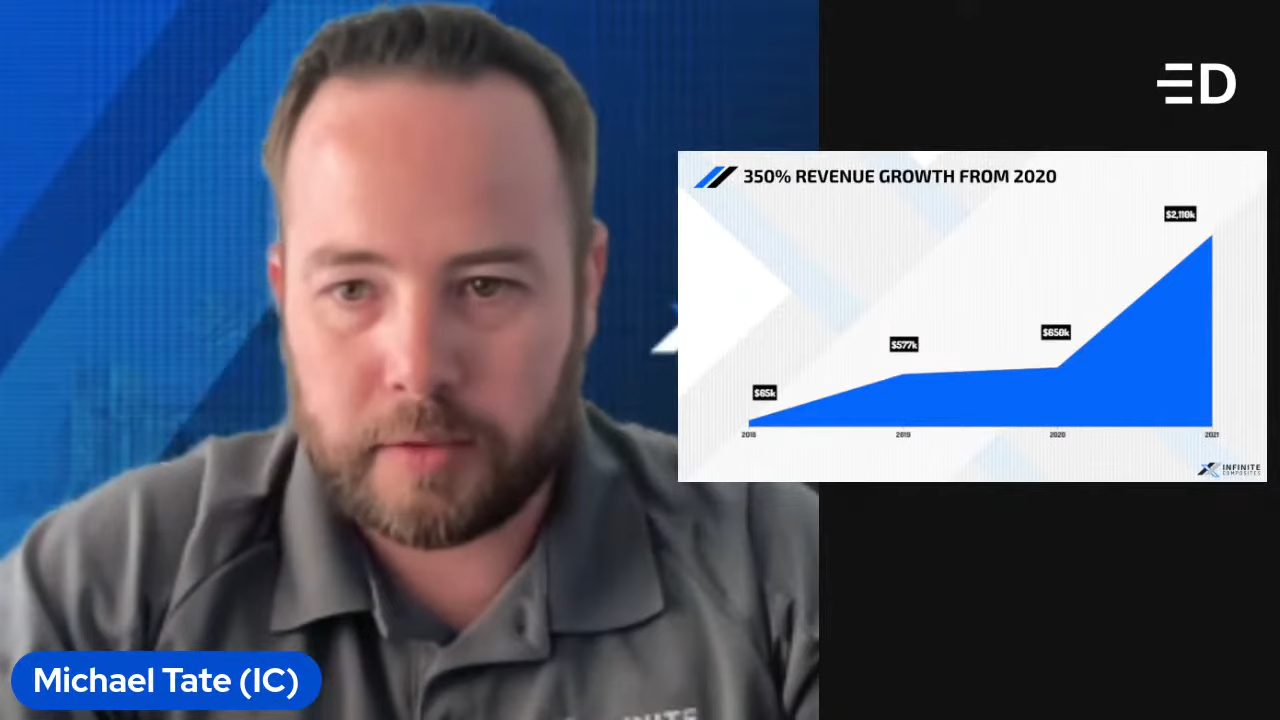 ED
350% REVENUE GROWTH FROM 2020
$2,110k
$650k
$577k
$65k
2018 2019 2020 2021
INFINITE
COMPOSITES
Michael Tate (IC)